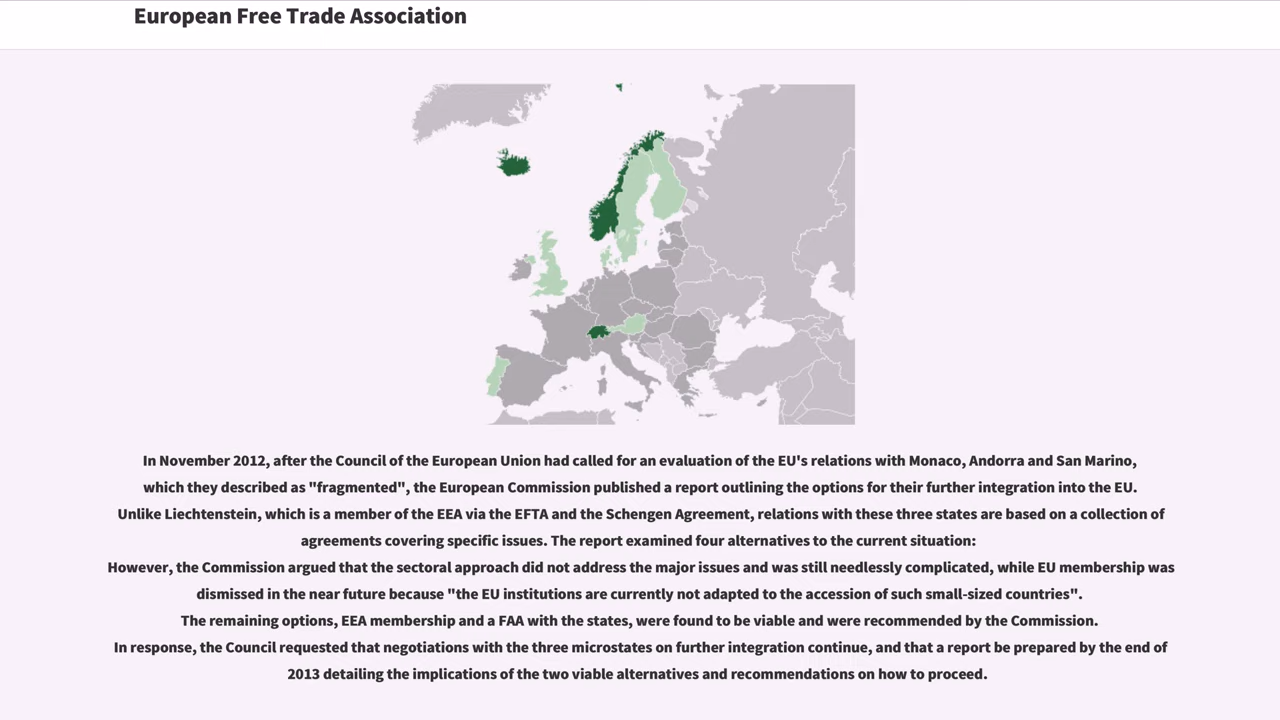 European Free Trade Association
In November 2012, after the Council of the European Union had called for an evaluation of the EU's relations with Monaco, Andorra and San Marino,
which they described as "fragmented", the European Commission published a report outlining the options for their further integration into the EU.
Unlike Liechtenstein, which is a member of the EEA via the EFTA and the Schengen Agreement, relations with these three states are based on a collection of
agreements covering specific issues. The report examined four alternatives to the current situation:
However, the Commission argued that the sectoral approach did not address the major issues and was still needlessly complicated, while EU membership was
dismissed in the near future because "the EU institutions are currently not adapted to the accession of such small-sized countries".
The remaining options, EEA membership and a FAA with the states, were found to be viable and were recommended by the Commission.
In response, the Council requested that negotiations with the three microstates on further integration continue, and that a report be prepared by the end of
2013 detailing the implications of the two viable alternatives and recommendations on how to proceed.